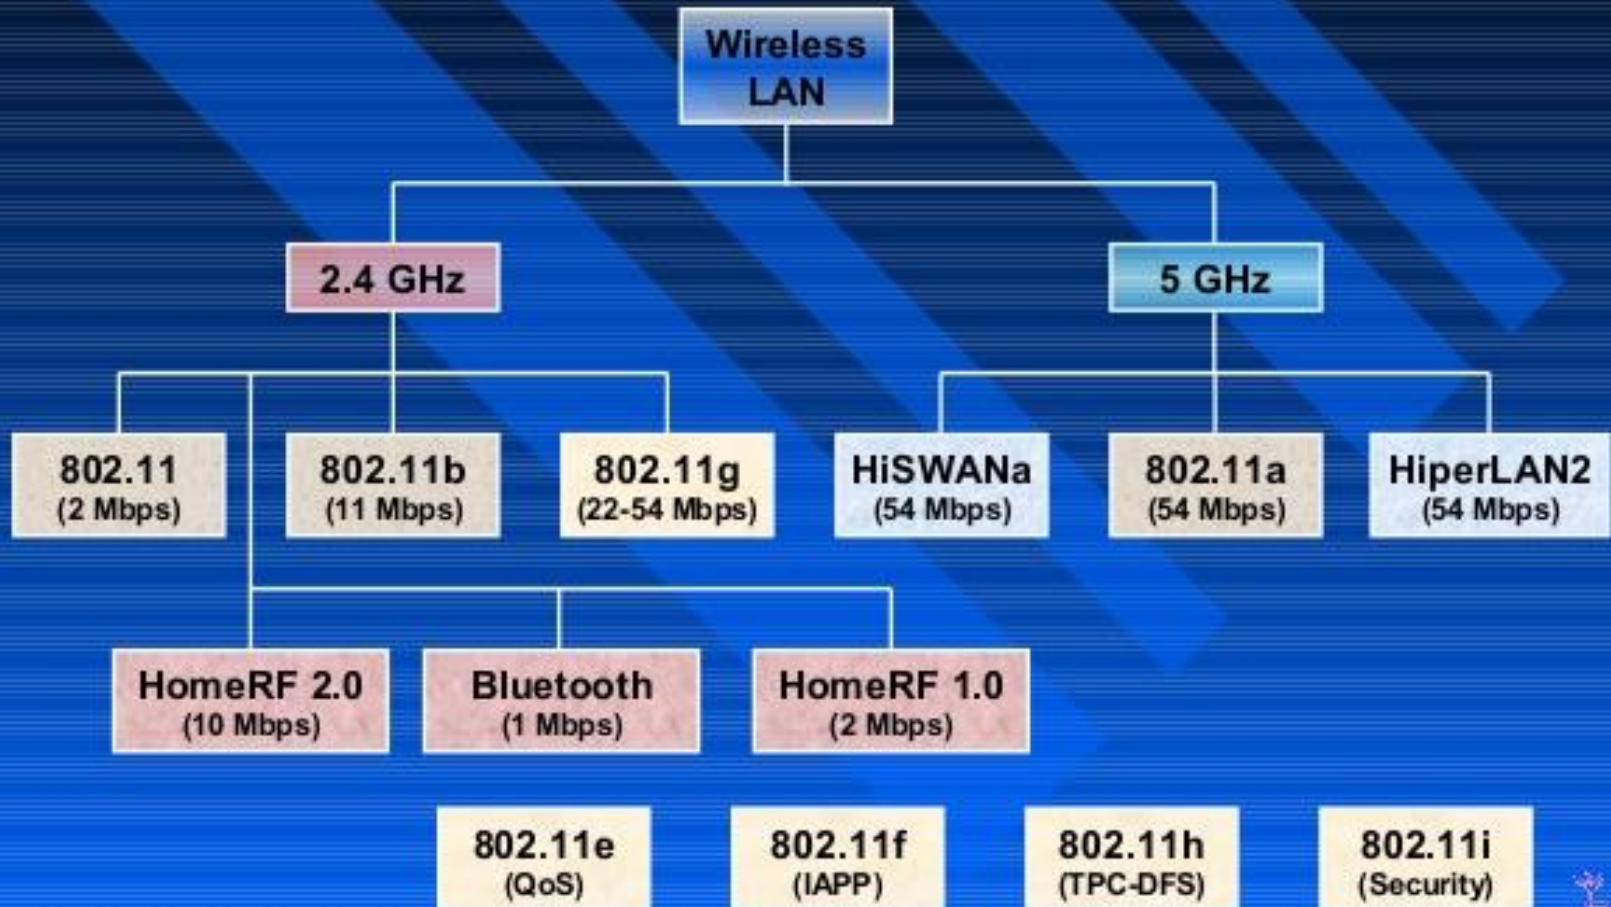 Wireless
LAN
2.4 GHz
5 GHz
802.11
(2 Mbps)
802.11b
(11 Mbps)
802.11g
(22-54 Mbps)
HiSWANa
(54 Mbps)
802.11a
(54 Mbps)
HiperLAN2
(54 Mbps)
HomeRF 2.0
(10 Mbps)
Bluetooth
(1 Mbps)
HomeRF 1.0
(2 Mbps)
802.11e
(QoS)
802.11f
(IAPP)
802.11h
(TPC-DFS)
802.11i
(Security)